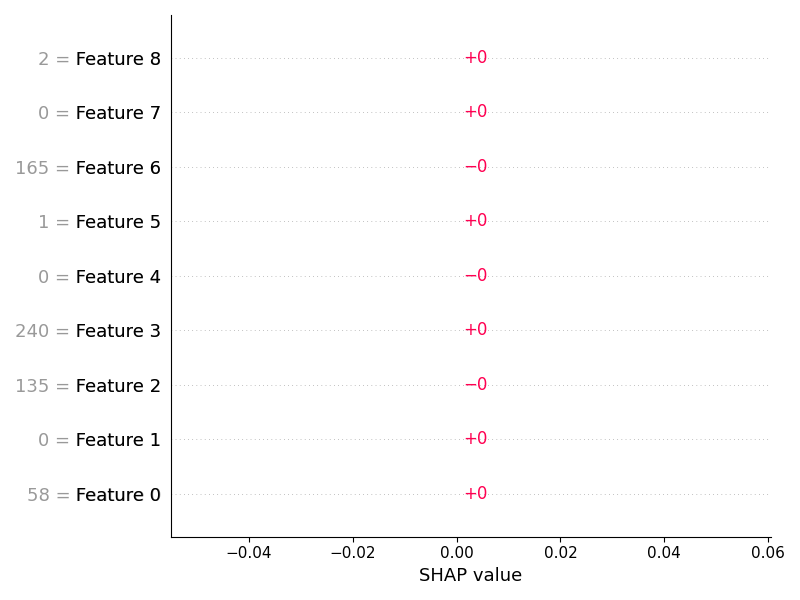 2 = Feature 8 +0
0 = Feature 7 +0
165 = Feature 6 −0
1 = Feature 5 +0
0 = Feature 4 −0
240 = Feature 3 +0
135 = Feature 2 −0
0 = Feature 1 +0
58 = Feature 0 +0
−0.04 −0.02 0.00 0.02 0.04 0.06
SHAP value